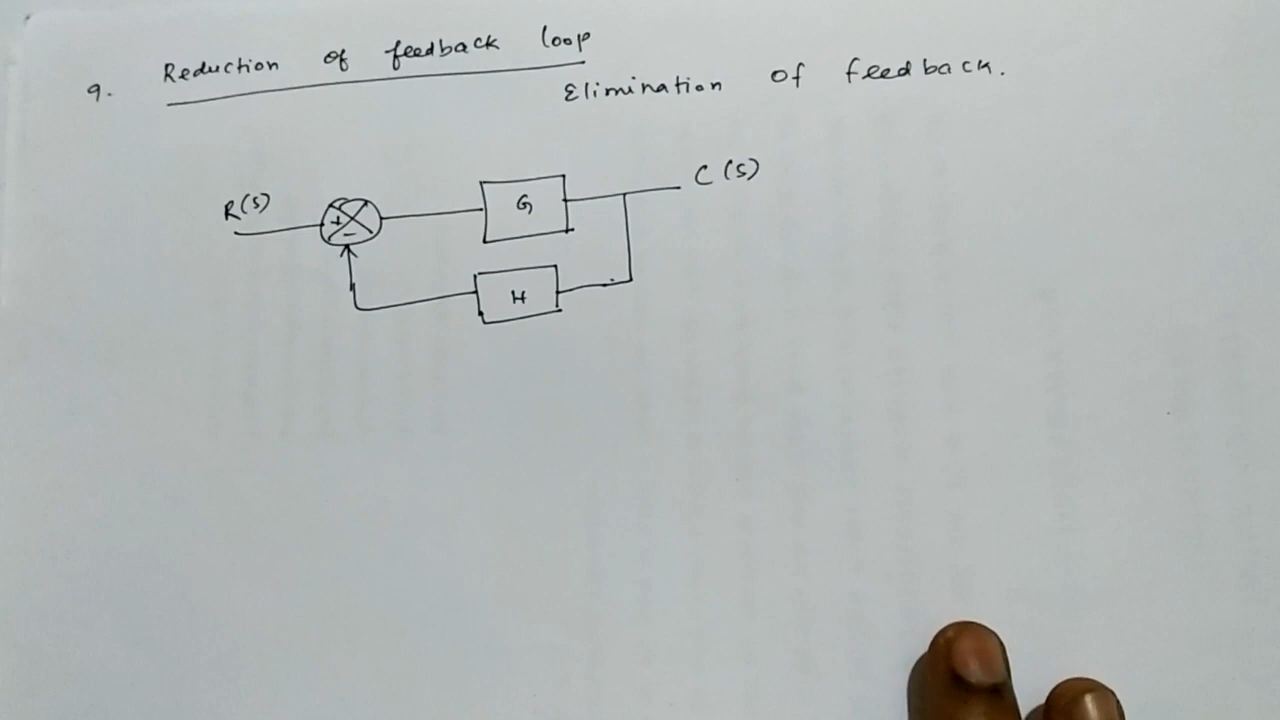 9. Reduction of feedback loop
Elimination of feedback.
R(s)
C(s)
+
G
-
H